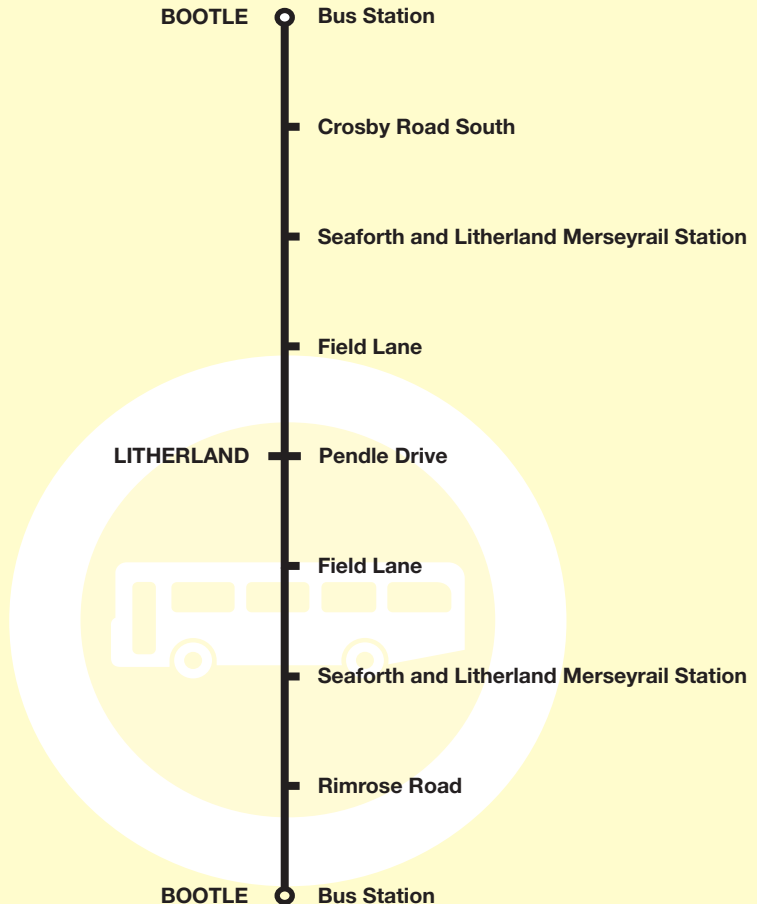 BOOTLE Bus Station
Crosby Road South
Seaforth and Litherland Merseyrail Station
Field Lane
LITHERLAND Pendle Drive
Field Lane
Seaforth and Litherland Merseyrail Station
Rimrose Road
BOOTLE Bus Station